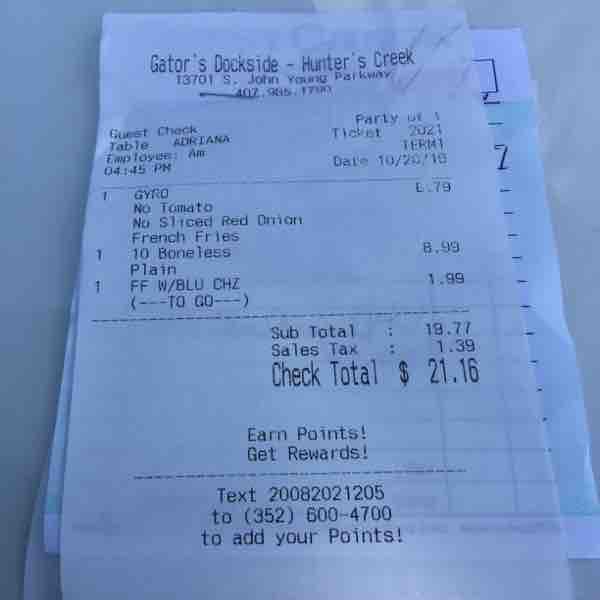 Gator's Dockside - Hunter's Creek
13701 S. John Young Parkway
407.985.1700
Guest Check Party of 1
Table ADRIANA Ticket 2021
Employee: Am TERM1
04:45 PM Date 10/20/18
1 GYRO 8.79
No Tomato
No Sliced Red Onion
French Fries
1 10 Boneless 8.99
Plain
1 FF W/BLU CHZ 1.99
(---TO GO---)
Sub Total : 19.77
Sales Tax : 1.39
Check Total $ 21.16
Earn Points!
Get Rewards!
Text 20082021205
to (352) 600-4700
to add your Points!